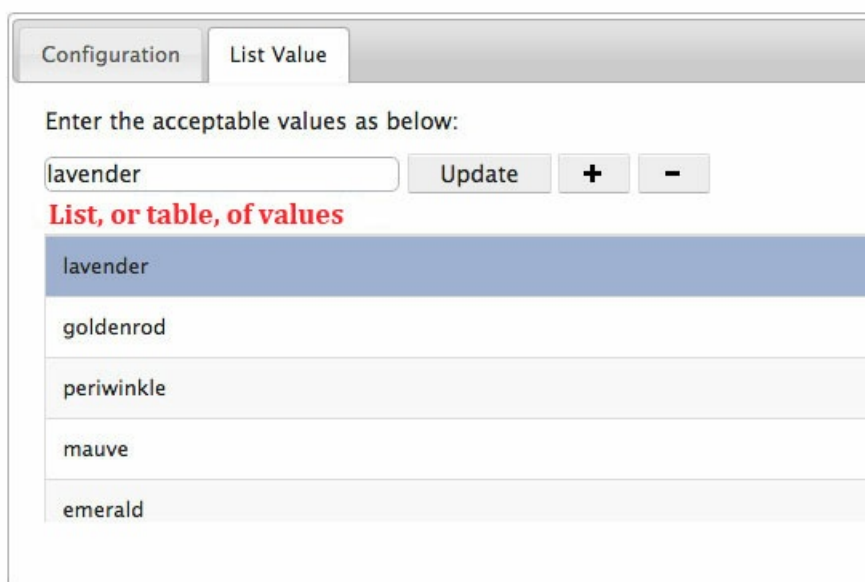 Configuration List Value
Enter the acceptable values as below:
lavender Update + -
List, or table, of values
lavender
goldenrod
periwinkle
mauve
emerald